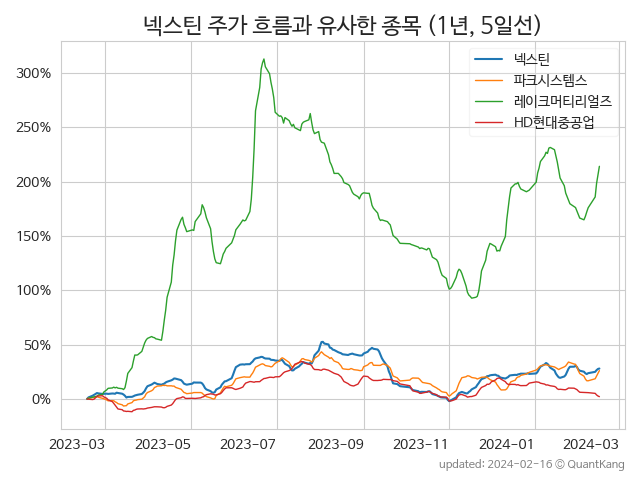 넥스틴 주가 흐름과 유사한 종목 (1년, 5일선)
넥스틴
파크시스템스
레이크머티리얼즈
HD현대중공업
300%
250%
200%
150%
100%
50%
0%
2023-03 2023-05 2023-07 2023-09 2023-11 2024-01 2024-03
updated: 2024-02-16 © QuantKang